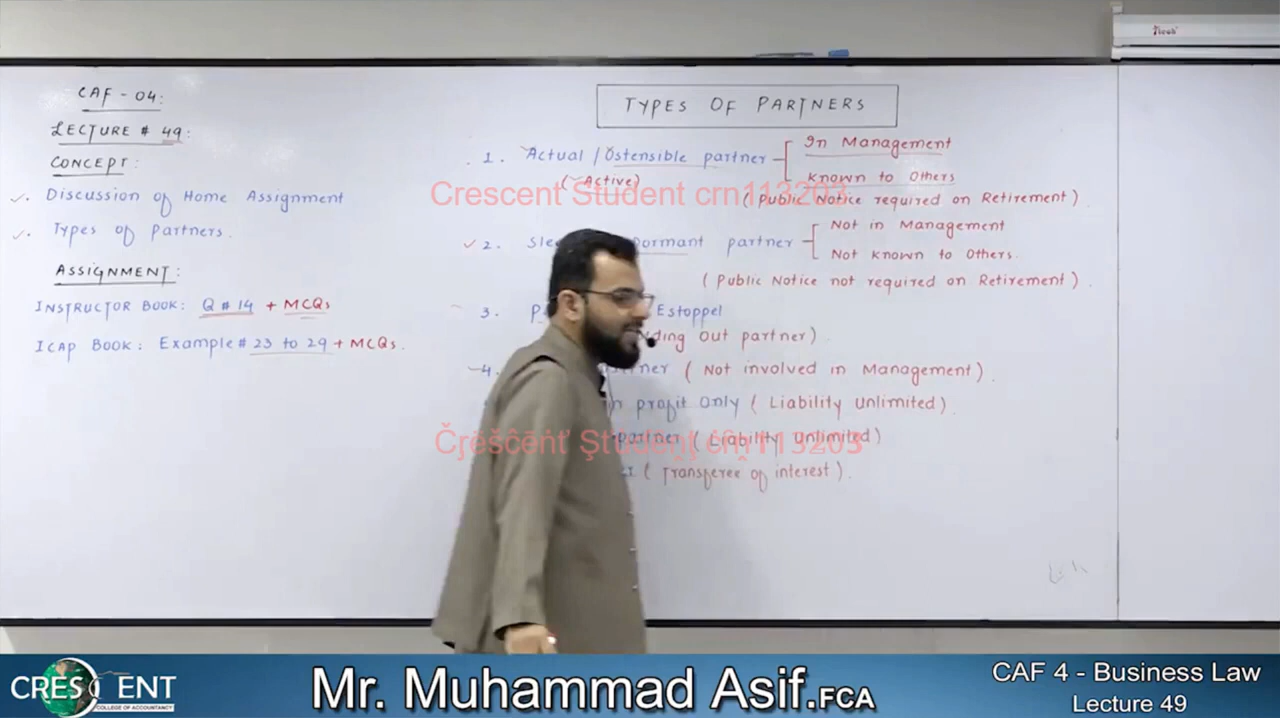 CAF - 04:
LECTURE # 49:
CONCEPT:
Discussion of Home Assignment
Types of Partners.
ASSIGNMENT:
INSTRUCTOR BOOK: Q # 14 + MCQs
ICAP BOOK: Example # 23 to 29 + MCQs.
TYPES OF PARTNERS
1. Actual / Ostensible partner
In Management
(Active)
Known to Others
Crescent Student crn113203
(Public Notice required on Retirement)
2. Dormant partner
Not in Management
Not known to Others.
(Public Notice not required on Retirement)
3. Estoppel
Out partner)
4. (Not involved in Management).
profit Only (Liability Unlimited).
partner (Liability Unlimited)
(Transferee of interest).
CRESCENT
COLLEGE OF ACCOUNTANCY
Mr. Muhammad Asif.FCA
CAF 4 - Business Law
Lecture 49